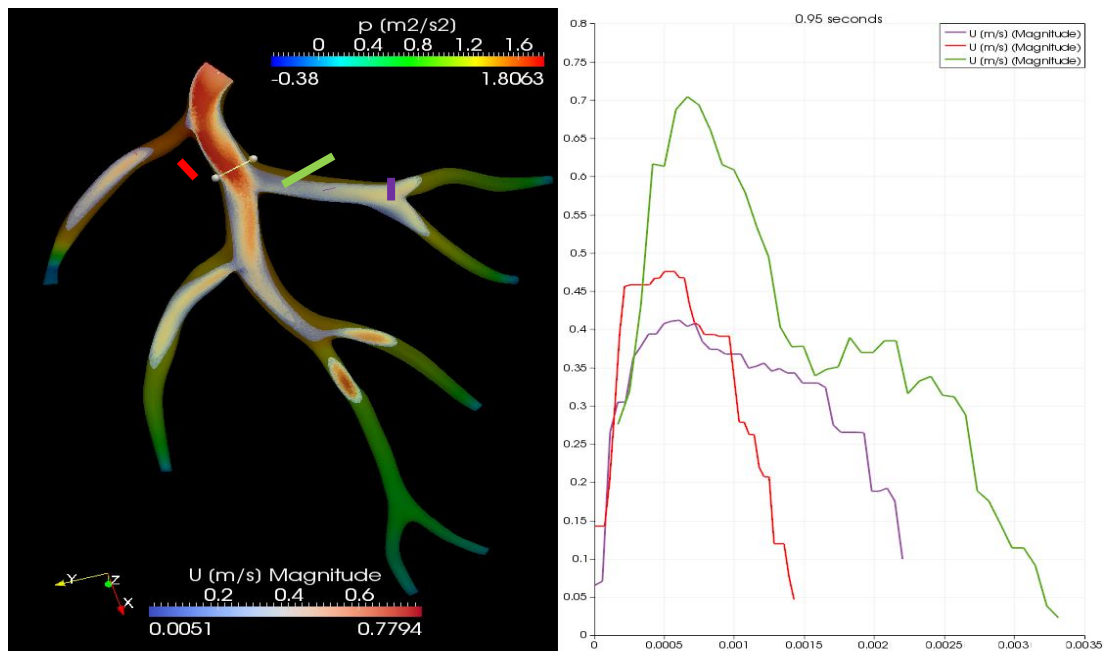 p [m2/s2]
0 0.4 0.8 1.2 1.6
-0.38 1.8063
Y Z
X
U [m/s] Magnitude
0.2 0.4 0.6
0.0051 0.7794
0.95 seconds
U [m/s] (Magnitude)
U [m/s] (Magnitude)
U [m/s] (Magnitude)
0.8
0.75
0.7
0.65
0.6
0.55
0.5
0.45
0.4
0.35
0.3
0.25
0.2
0.15
0.1
0.05
0
0 0.0005 0.001 0.0015 0.002 0.0025 0.003 0.0035